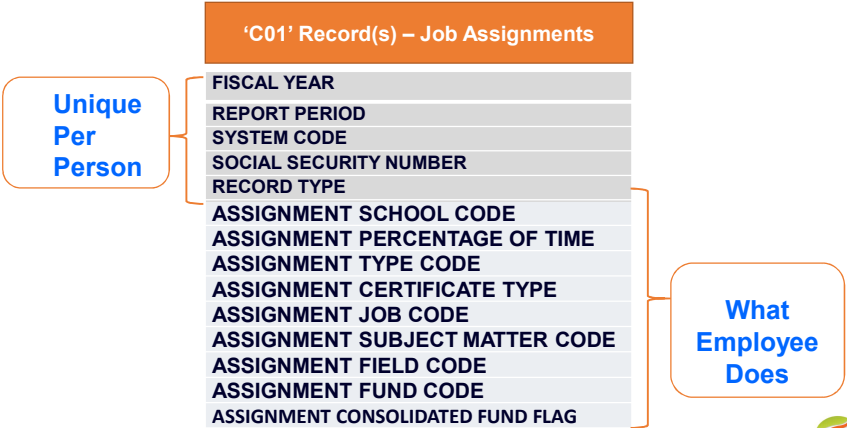 ‘C01’ Record(s) – Job Assignments
Unique
Per
Person
FISCAL YEAR
REPORT PERIOD
SYSTEM CODE
SOCIAL SECURITY NUMBER
RECORD TYPE
ASSIGNMENT SCHOOL CODE
ASSIGNMENT PERCENTAGE OF TIME
ASSIGNMENT TYPE CODE
ASSIGNMENT CERTIFICATE TYPE
ASSIGNMENT JOB CODE
ASSIGNMENT SUBJECT MATTER CODE
ASSIGNMENT FIELD CODE
ASSIGNMENT FUND CODE
ASSIGNMENT CONSOLIDATED FUND FLAG
What
Employee
Does